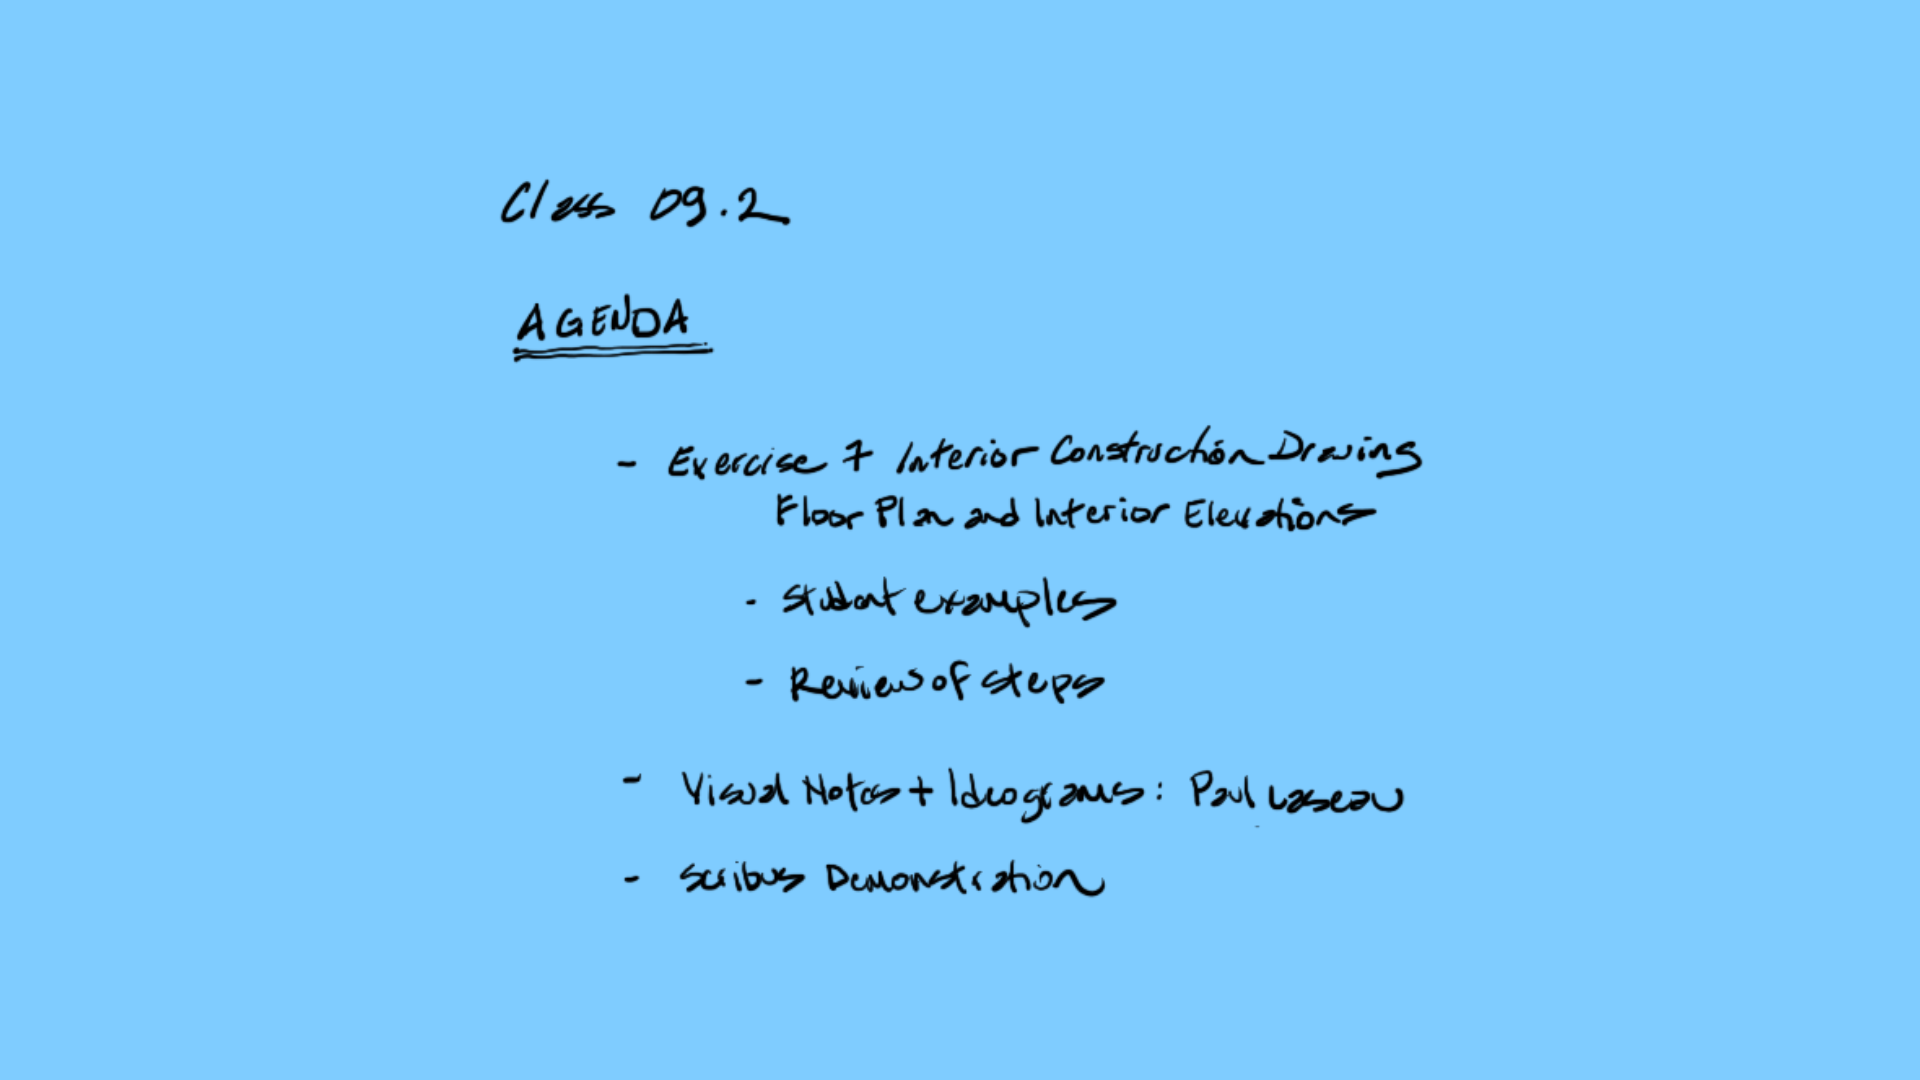 Class 09.2
AGENDA
- Exercise 7 Interior Construction Drawing
Floor Plan and Interior Elevations
- Student examples
- Review of steps
- Visual Notes + Ideograms: Paul Laseau
- Scribus Demonstration